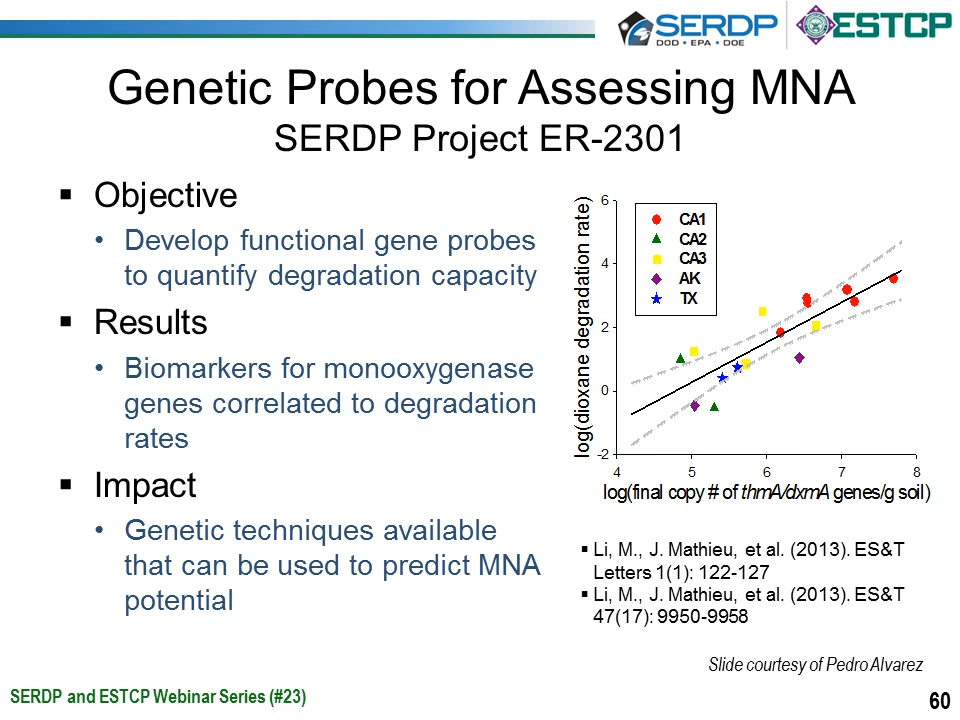 SERDP
DOD • EPA • DOE
ESTCP
Genetic Probes for Assessing MNA
SERDP Project ER-2301
▪ Objective
• Develop functional gene probes
to quantify degradation capacity
▪ Results
• Biomarkers for monooxygenase
genes correlated to degradation
rates
▪ Impact
• Genetic techniques available
that can be used to predict MNA
potential
log(dioxane degradation rate)
6
4
2
0
-2
CA1
CA2
CA3
AK
TX
4 5 6 7 8
log(final copy # of thmA/dxmA genes/g soil)
▪ Li, M., J. Mathieu, et al. (2013). ES&T
Letters 1(1): 122-127
▪ Li, M., J. Mathieu, et al. (2013). ES&T
47(17): 9950-9958
Slide courtesy of Pedro Alvarez
SERDP and ESTCP Webinar Series (#23)
60